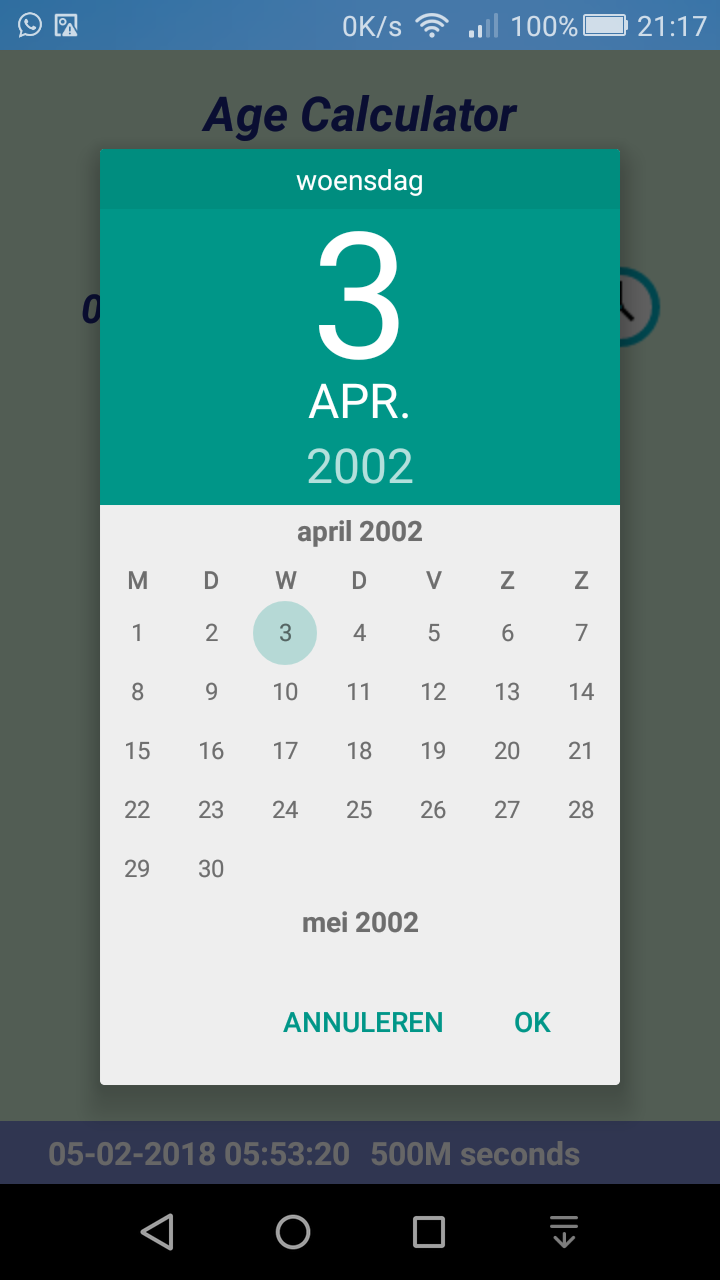 0K/s 100% 21:17
Age Calculator
woensdag
3
0
APR.
2002
april 2002
M D W D V Z Z
1 2 3 4 5 6 7
8 9 10 11 12 13 14
15 16 17 18 19 20 21
22 23 24 25 26 27 28
29 30
mei 2002
ANNULEREN OK
05-02-2018 05:53:20 500M seconds